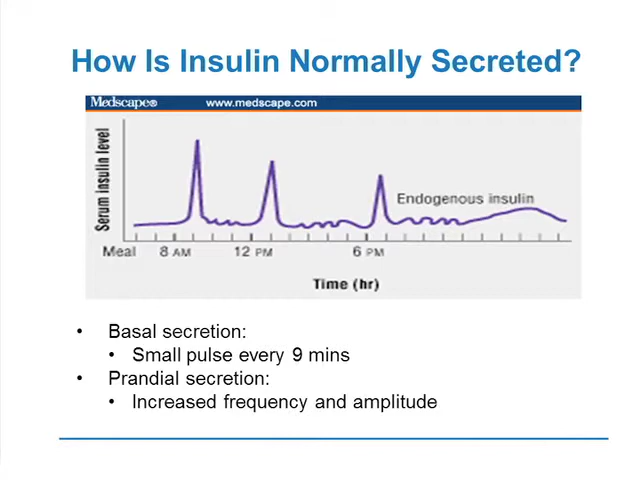 How Is Insulin Normally Secreted?
Medscape® www.medscape.com
Serum insulin level
Endogenous insulin
Meal 8 AM 12 PM 6 PM
Time (hr)
• Basal secretion:
• Small pulse every 9 mins
• Prandial secretion:
• Increased frequency and amplitude